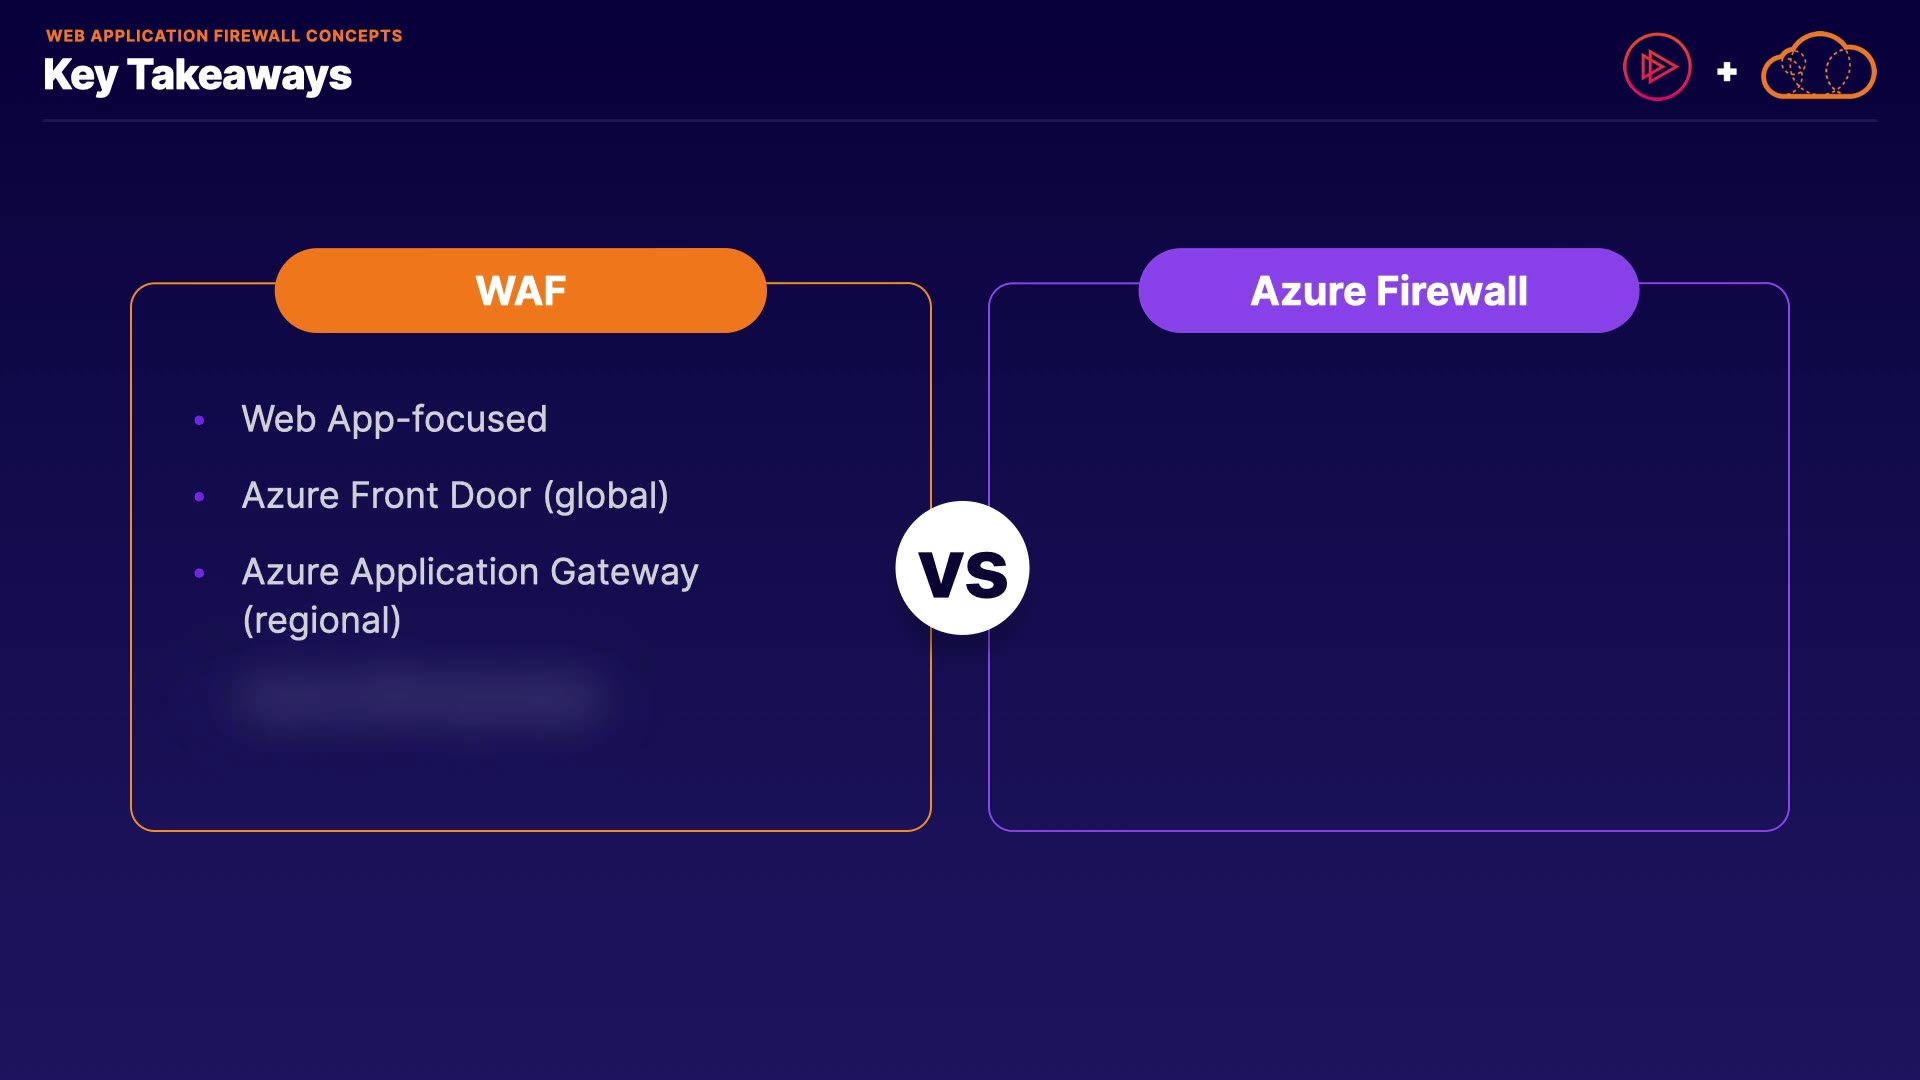 WEB APPLICATION FIREWALL CONCEPTS
Key Takeaways
+
WAF
• Web App-focused
• Azure Front Door (global)
• Azure Application Gateway
(regional)
VS
Azure Firewall